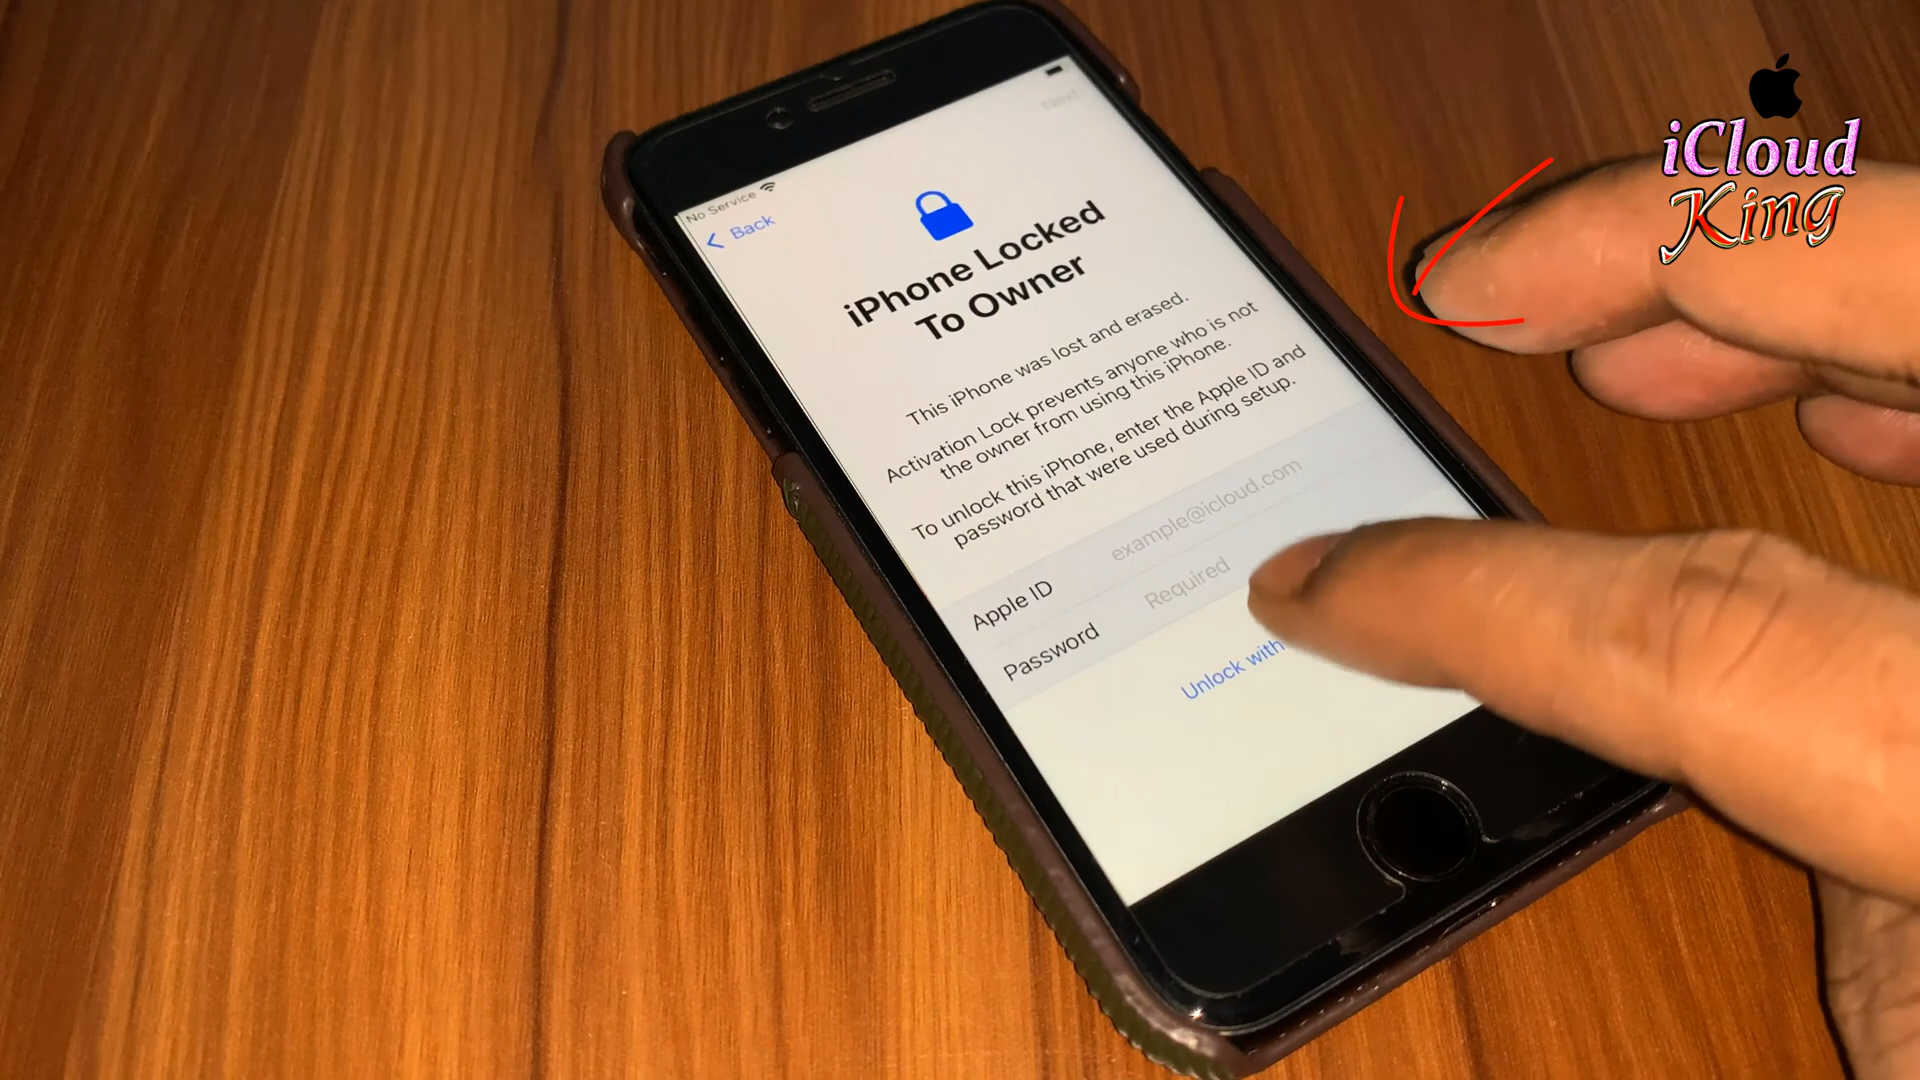 No Service
Back
Next
iPhone Locked
To Owner
This iPhone was lost and erased.
Activation Lock prevents anyone who is not
the owner from using this iPhone.
To unlock this iPhone, enter the Apple ID and
password that were used during setup.
Apple ID example@icloud.com
Password Required
Unlock with
iCloud
King